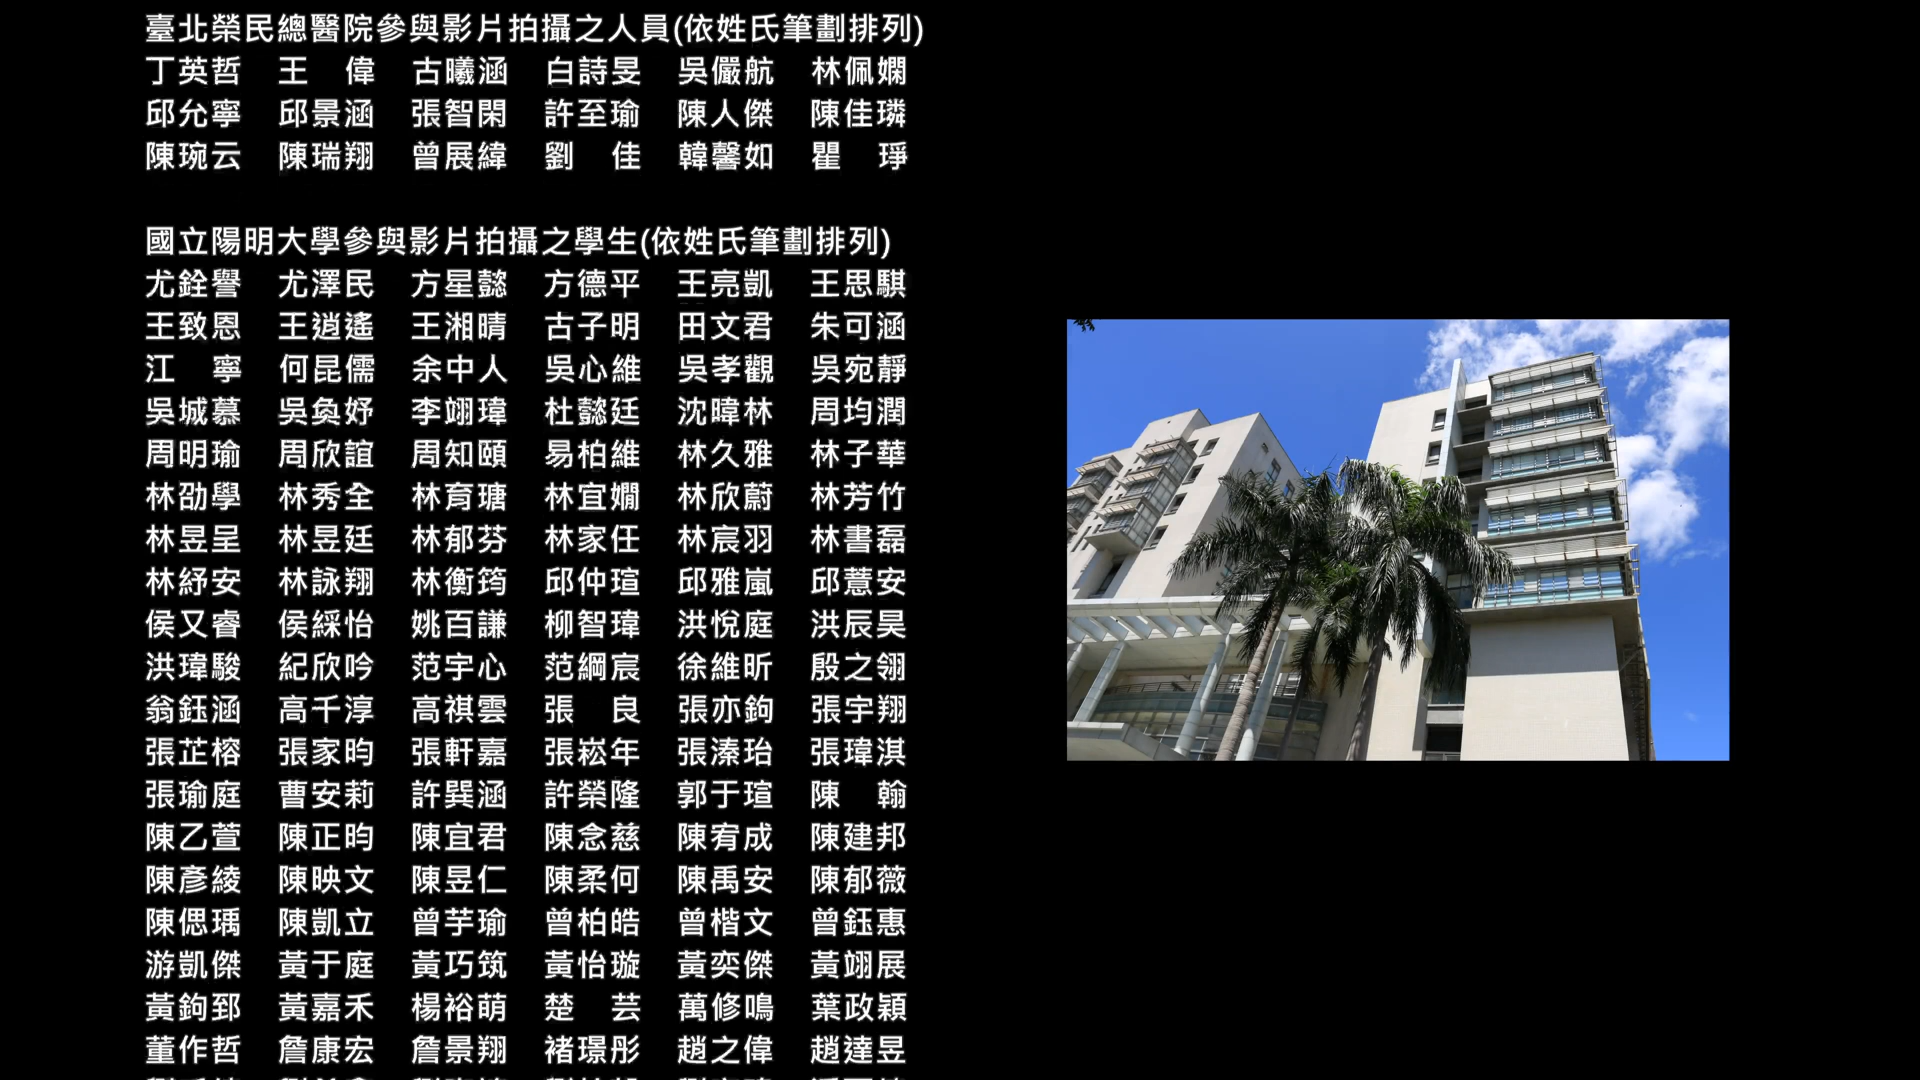 臺北榮民總醫院參與影片拍攝之人員(依姓氏筆劃排列)
丁英哲 王 偉 古曦涵 白詩旻 吳儼航 林佩嫻
邱允寧 邱景涵 張智閑 許至瑜 陳人傑 陳佳璘
陳琬云 陳瑞翔 曾展緯 劉 佳 韓馨如 瞿 琤
國立陽明大學參與影片拍攝之學生(依姓氏筆劃排列)
尤銓譽 尤澤民 方星懿 方德平 王亮凱 王思騏
王致恩 王逍遙 王湘晴 古子明 田文君 朱可涵
江 寧 何昆儒 余中人 吳心維 吳孝觀 吳宛靜
吳城慕 吳奐妤 李翊瑋 杜懿廷 沈暐林 周均潤
周明瑜 周欣誼 周知頤 易柏維 林久雅 林子華
林劭學 林秀全 林育瑭 林宜嫺 林欣蔚 林芳竹
林昱呈 林昱廷 林郁芬 林家任 林宸羽 林書磊
林紓安 林詠翔 林衡筠 邱仲瑄 邱雅嵐 邱薏安
侯又睿 侯綵怡 姚百謙 柳智瑋 洪悅庭 洪辰昊
洪瑋駿 紀欣吟 范宇心 范綱宸 徐維昕 殷之翎
翁鈺涵 高千淳 高祺雲 張 良 張亦鉤 張宇翔
張芷榕 張家昀 張軒嘉 張崧年 張溱珆 張瑋淇
張瑜庭 曹安莉 許巽涵 許榮隆 郭于瑄 陳 翰
陳乙萱 陳正昀 陳宜君 陳念慈 陳宥成 陳建邦
陳彥綾 陳映文 陳昱仁 陳柔何 陳禹安 陳郁薇
陳偲瑀 陳凱立 曾芋瑜 曾柏皓 曾楷文 曾鈺惠
游凱傑 黃于庭 黃巧筑 黃怡璇 黃奕傑 黃翊展
黃鉤郅 黃嘉禾 楊裕萌 楚 芸 萬修鳴 葉政穎
董作哲 詹康宏 詹景翔 褚璟彤 趙之偉 趙達昱